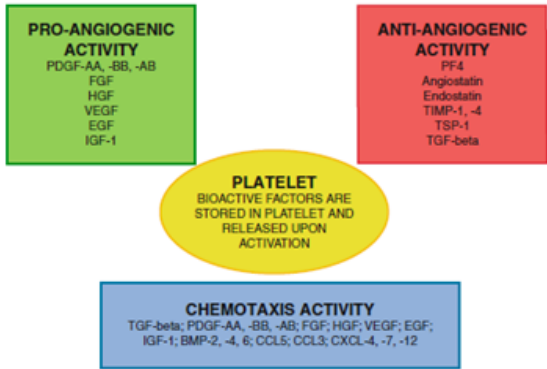 PRO-ANGIOGENIC
ACTIVITY
PDGF-AA, -BB, -AB
FGF
HGF
VEGF
EGF
IGF-1
ANTI-ANGIOGENIC
ACTIVITY
PF4
Angiostatin
Endostatin
TIMP-1, -4
TSP-1
TGF-beta
PLATELET
BIOACTIVE FACTORS ARE
STORED IN PLATELET AND
RELEASED UPON
ACTIVATION
CHEMOTAXIS ACTIVITY
TGF-beta; PDGF-AA, -BB, -AB; FGF; HGF; VEGF; EGF;
IGF-1; BMP-2, -4, 6; CCL5; CCL3; CXCL-4, -7, -12